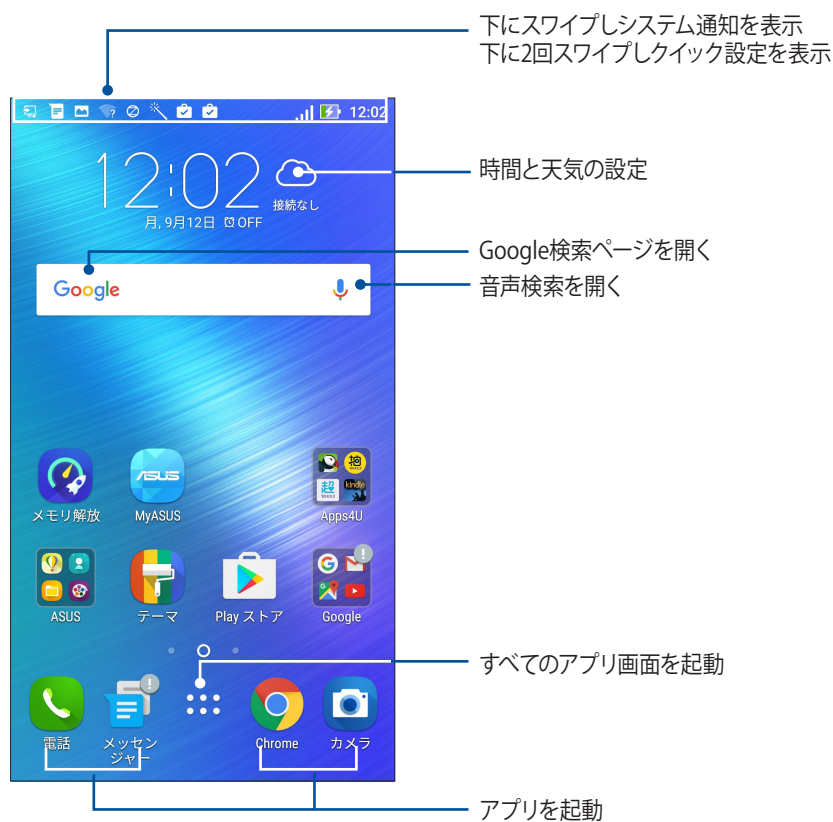 下にスワイプしシステム通知を表示
下に2回スワイプしクイック設定を表示
12:02
12:02
接続なし
月, 9月12日 OFF
時間と天気の設定
Google検索ページを開く
Google
音声検索を開く
メモリ解放
/SUS
MyASUS
超
kindle
Apps4U
ASUS
テーマ
Play ストア
Google
すべてのアプリ画面を起動
電話
メッセン
ジャー
Chrome
カメラ
アプリを起動